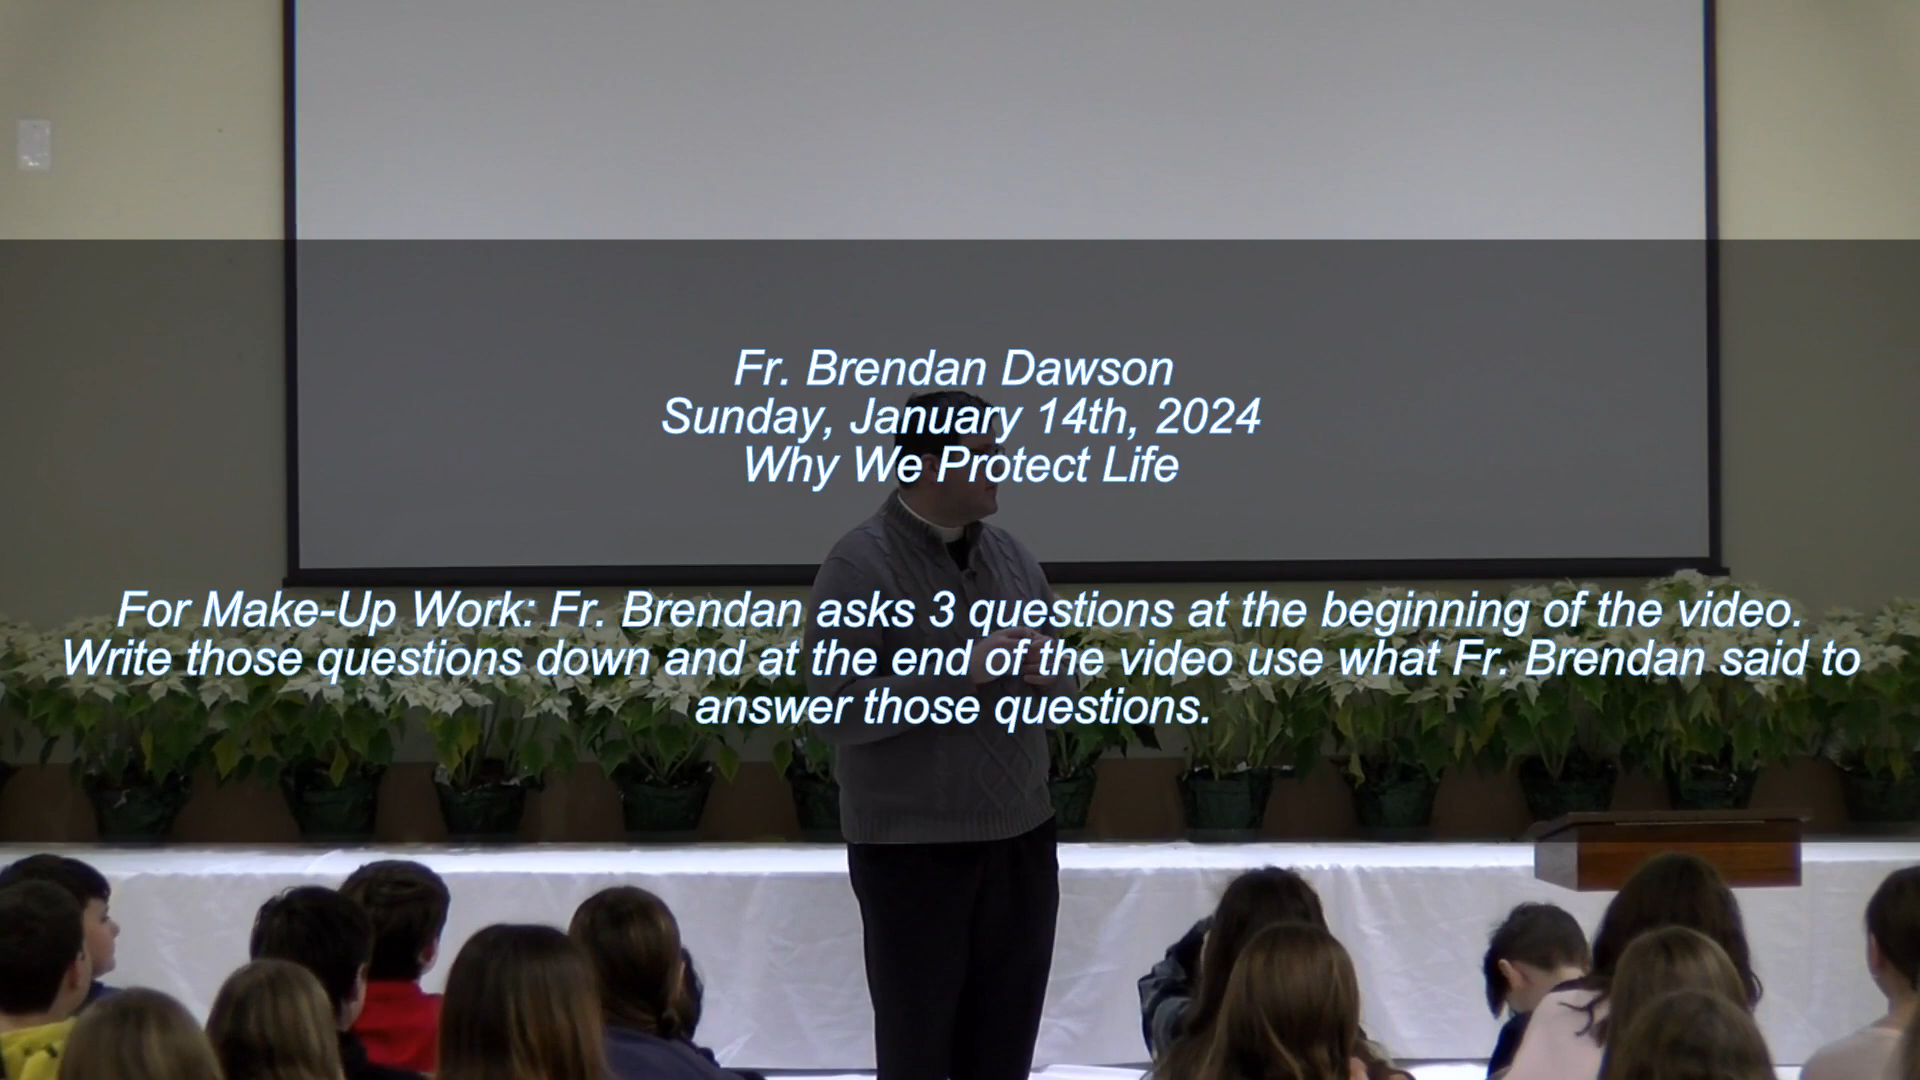 Fr. Brendan Dawson
Sunday, January 14th, 2024
Why We Protect Life
For Make-Up Work: Fr. Brendan asks 3 questions at the beginning of the video.
Write those questions down and at the end of the video use what Fr. Brendan said to
answer those questions.